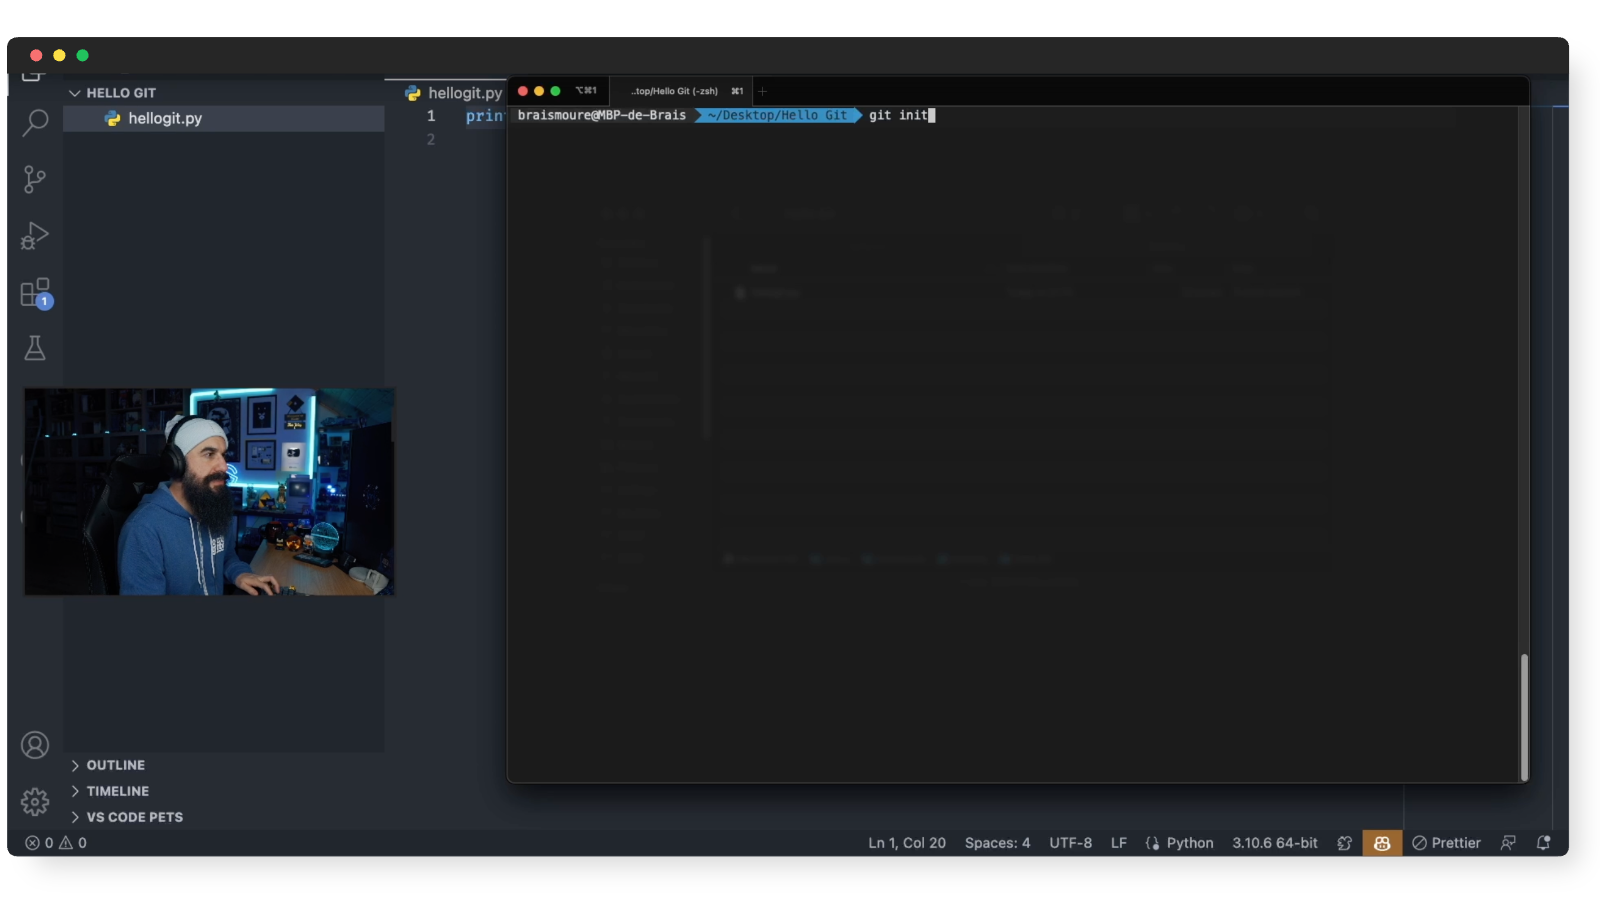 HELLO GIT
hellogit.py
hellogit.py
1
prin
2
⌥⌘1
..top/Hello Git (-zsh)
⌘1
braismoure@MBP-de-Brais
~/Desktop/Hello Git
git init
1
OUTLINE
TIMELINE
VS CODE PETS
0
0
Ln 1, Col 20
Spaces: 4
UTF-8
LF
Python
3.10.6 64-bit
Prettier